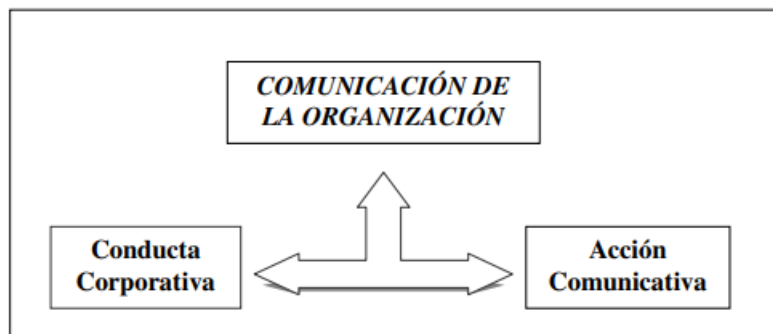 COMUNICACIÓN DE
LA ORGANIZACIÓN
Conducta
Corporativa
Acción
Comunicativa